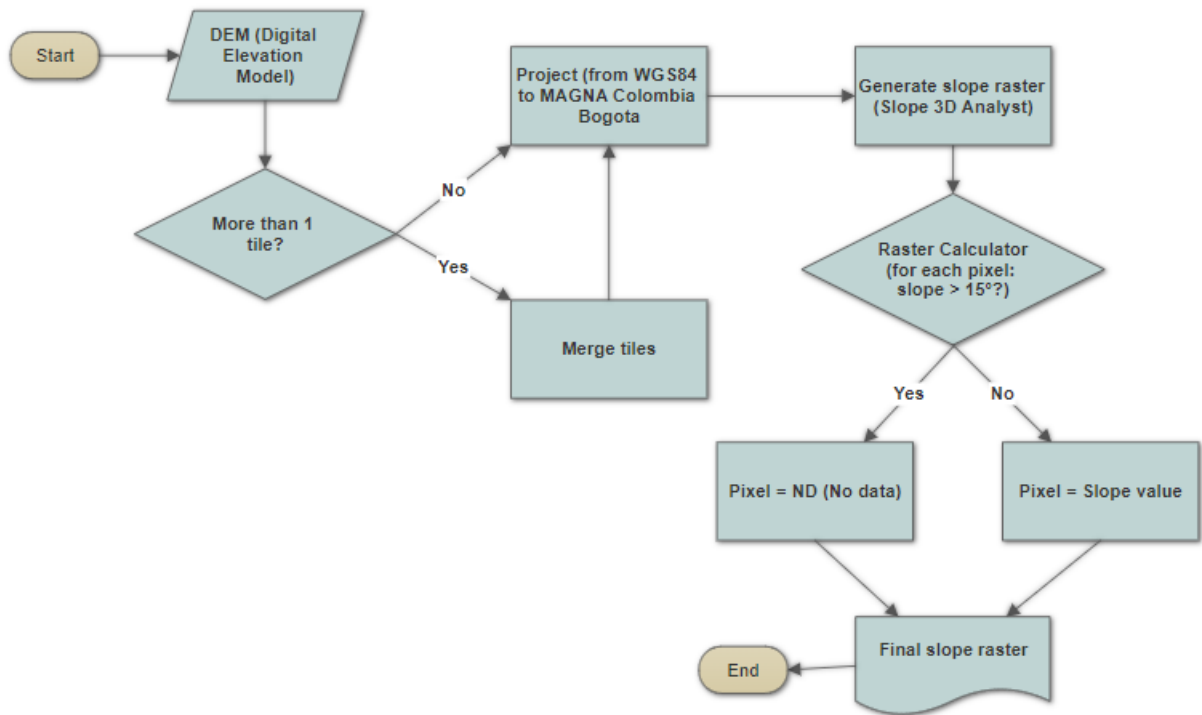 Start
DEM (Digital
Elevation
Model)
Project (from WGS84
to MAGNA Colombia
Bogota
Generate slope raster
(Slope 3D Analyst)
No
More than 1
tile?
Yes
Merge tiles
Raster Calculator
(for each pixel:
slope > 15º?)
Yes
No
Pixel = ND (No data)
Pixel = Slope value
Final slope raster
End